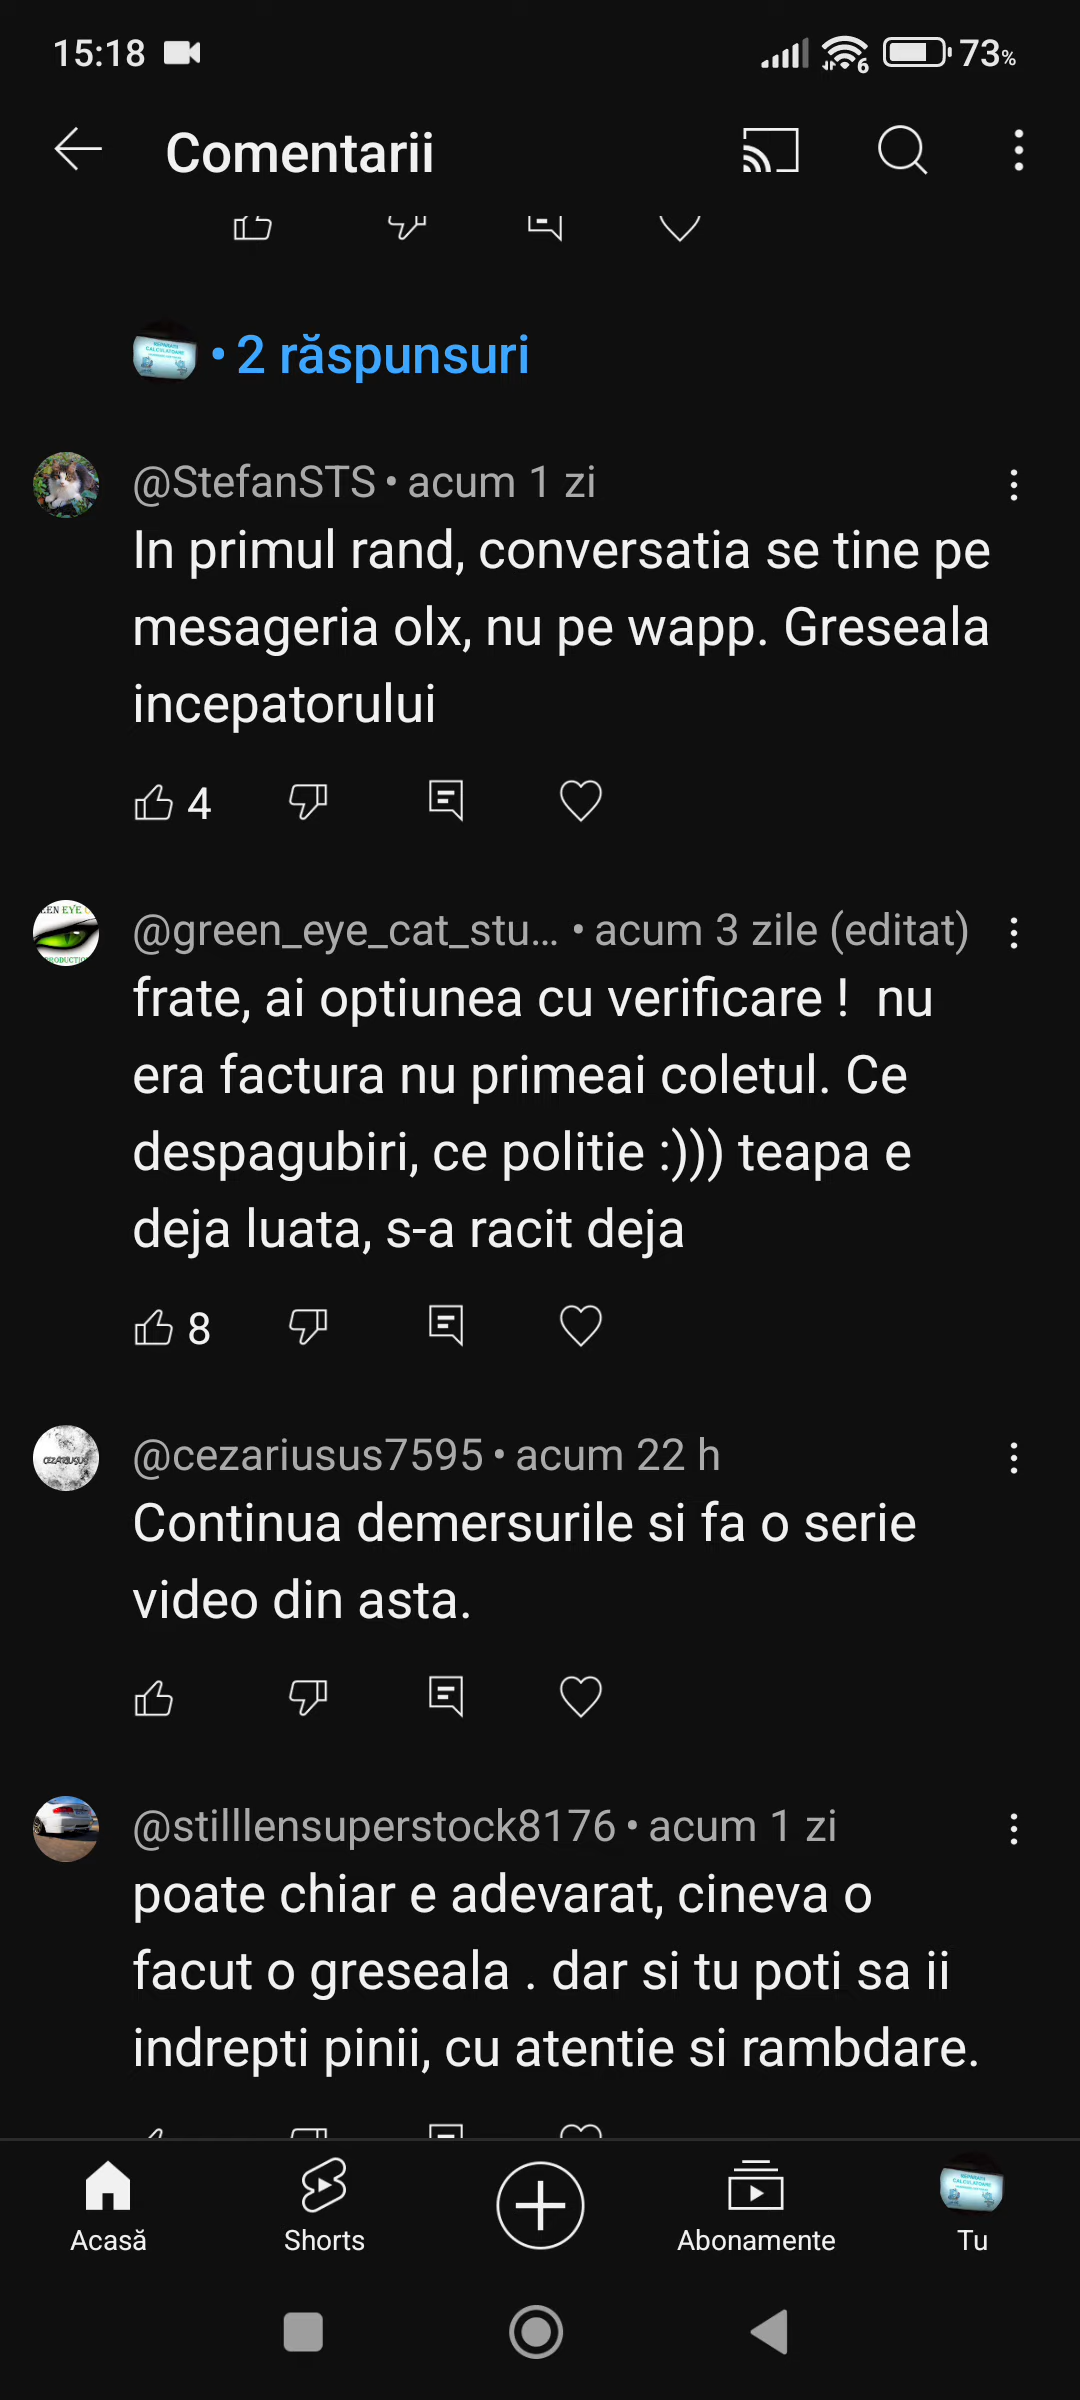 15:18
6
73%
Comentarii
• 2 răspunsuri
@StefanSTS • acum 1 zi
In primul rand, conversatia se tine pe
mesageria olx, nu pe wapp. Greseala
incepatorului
4
@green_eye_cat_stu... • acum 3 zile (editat)
frate, ai optiunea cu verificare !  nu
era factura nu primeai coletul. Ce
despagubiri, ce politie :))) teapa e
deja luata, s-a racit deja
8
@cezariusus7595 • acum 22 h
Continua demersurile si fa o serie
video din asta.
@stilllensuperstock8176 • acum 1 zi
poate chiar e adevarat, cineva o
facut o greseala . dar si tu poti sa ii
indrepti pinii, cu atentie si rambdare.
Acasă
Shorts
Abonamente
Tu